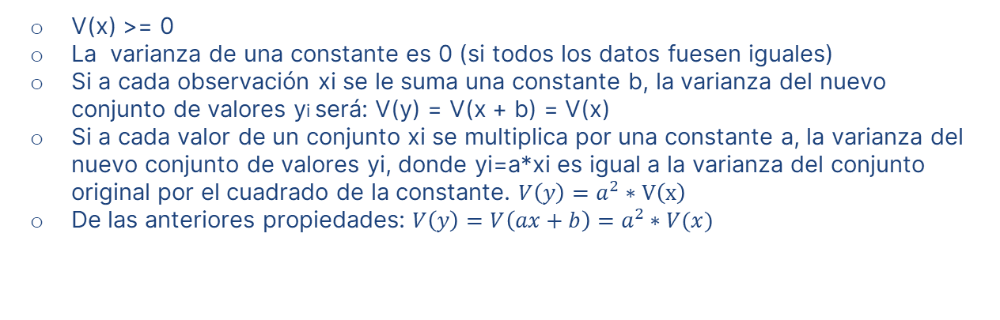 ○ V(x) >= 0
○ La  varianza de una constante es 0 (si todos los datos fuesen iguales)
○ Si a cada observación xi se le suma una constante b, la varianza del nuevo
conjunto de valores yi será: V(y) = V(x + b) = V(x)
○ Si a cada valor de un conjunto xi se multiplica por una constante a, la varianza del
nuevo conjunto de valores yi, donde yi=a*xi es igual a la varianza del conjunto
original por el cuadrado de la constante. V(y) = a² ∗ V(x)
○ De las anteriores propiedades: V(y) = V(ax + b) = a² ∗ V(x)